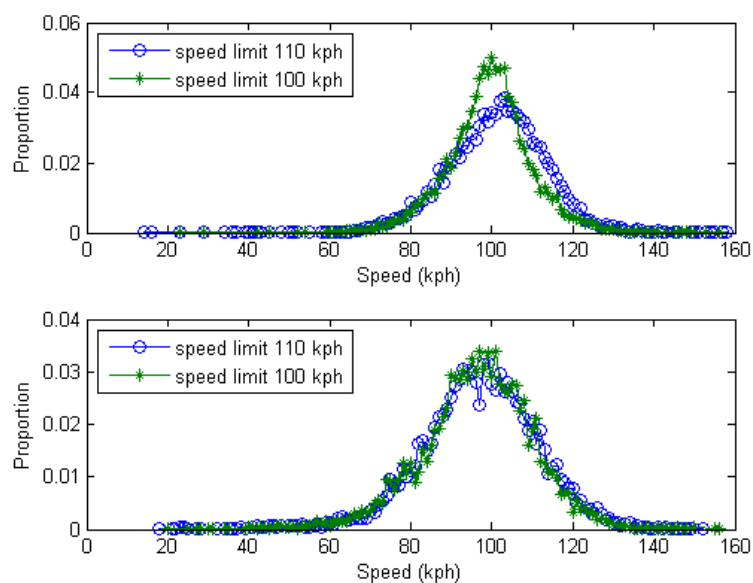 0.06
0.04
0.02
0
Proportion
speed limit 110 kph
speed limit 100 kph
0 20 40 60 80 100 120 140 160
Speed (kph)
0.04
0.03
0.02
0.01
0
Proportion
speed limit 110 kph
speed limit 100 kph
0 20 40 60 80 100 120 140 160
Speed (kph)